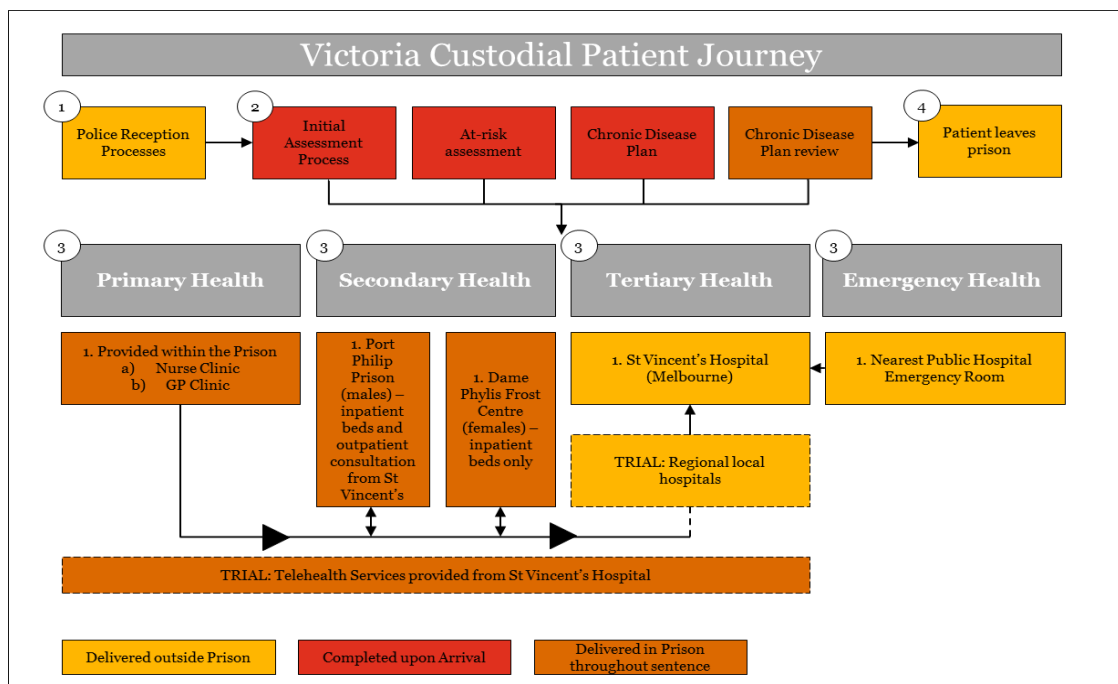 Victoria Custodial Patient Journey
1
Police Reception
Processes
2
Initial
Assessment
Process
At-risk
assessment
Chronic Disease
Plan
Chronic Disease
Plan review
4
Patient leaves
prison
3
Primary Health
3
Secondary Health
3
Tertiary Health
3
Emergency Health
1. Provided within the Prison
a) Nurse Clinic
b) GP Clinic
1. Port
Philip
Prison
(males) –
inpatient
beds and
outpatient
consultation
from St
Vincent's
1. Dame
Phylis Frost
Centre
(females) –
inpatient
beds only
1. St Vincent's Hospital
(Melbourne)
1. Nearest Public Hospital
Emergency Room
TRIAL: Regional local
hospitals
TRIAL: Telehealth Services provided from St Vincent's Hospital
Delivered outside Prison
Completed upon Arrival
Delivered in Prison
throughout sentence